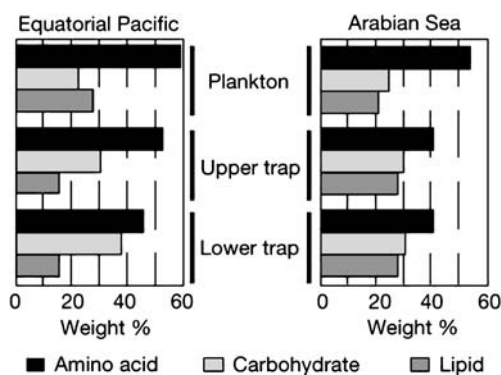 Equatorial Pacific
Arabian Sea
Plankton
Upper trap
Lower trap
0 20 40 60
0 20 40 60
Weight %
Weight %
Amino acid Carbohydrate Lipid